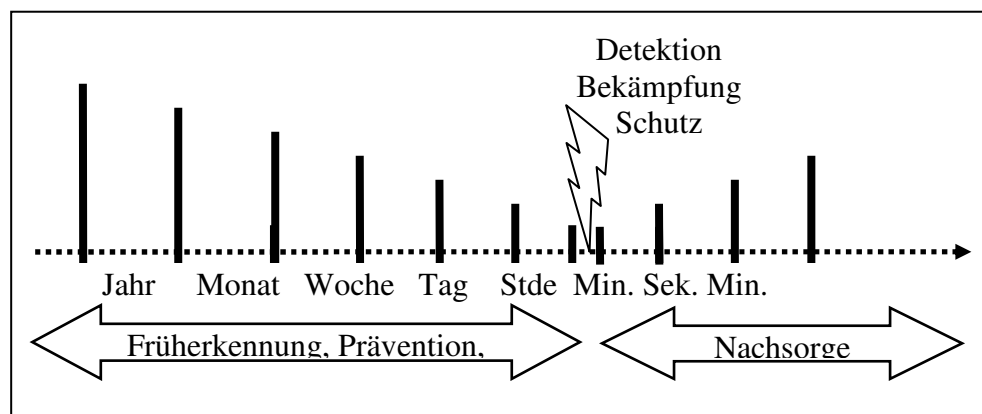 Detektion
Bekämpfung
Schutz
Jahr Monat Woche Tag Stde Min. Sek. Min.
Früherkennung, Prävention,
Nachsorge